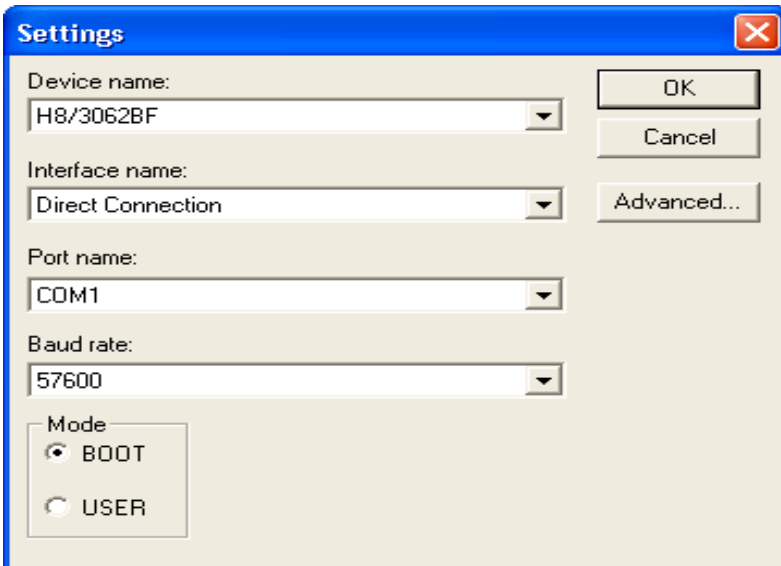 Settings
Device name:
OK
H8/3062BF
Cancel
Interface name:
Direct Connection
Advanced...
Port name:
COM1
Baud rate:
57600
Mode
BOOT
USER